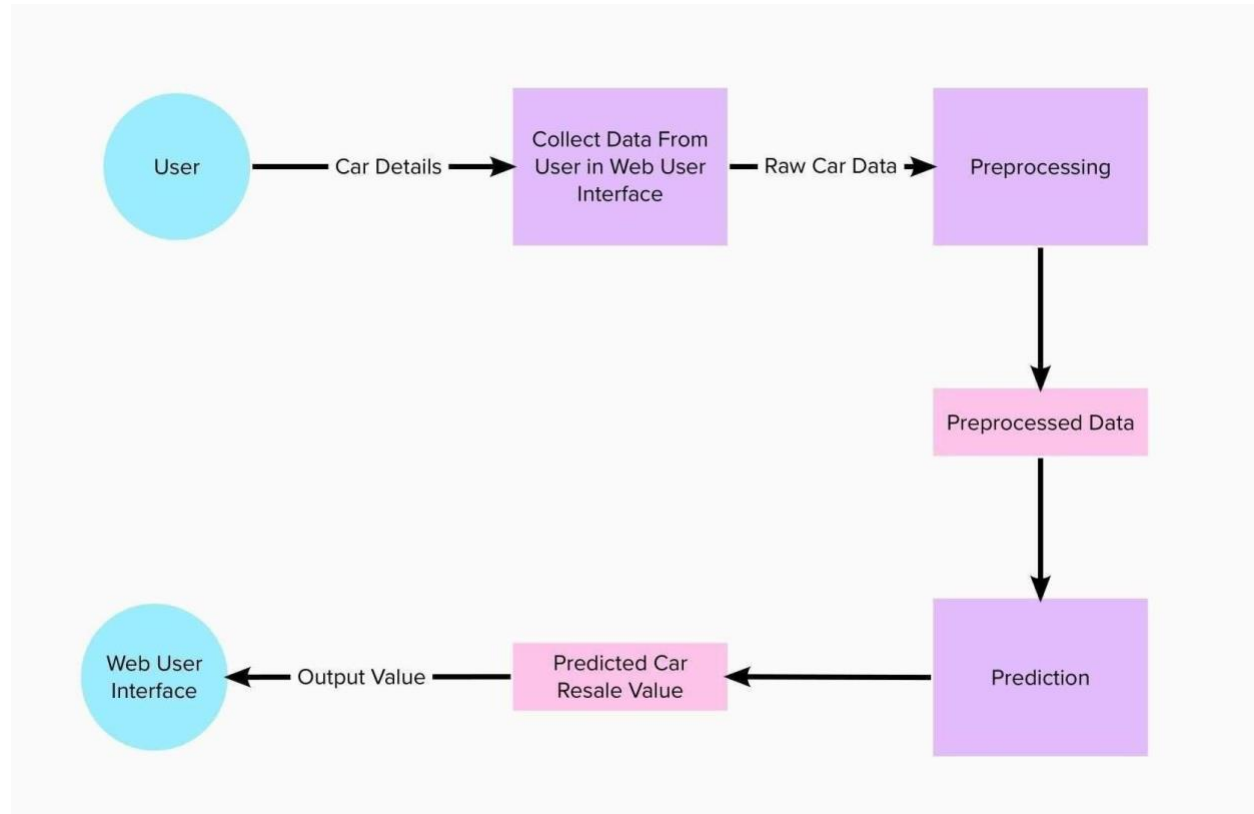 User
Car Details
Collect Data From
User in Web User
Interface
Raw Car Data
Preprocessing
Preprocessed Data
Prediction
Predicted Car
Resale Value
Output Value
Web User
Interface